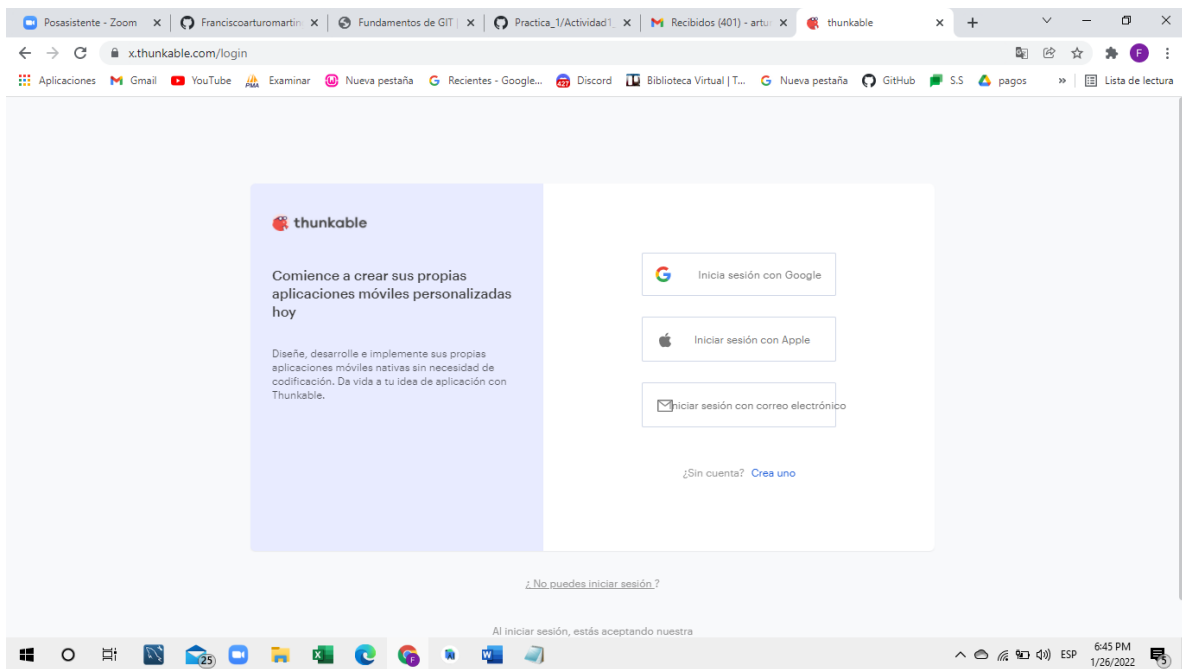 Posasistente - Zoom
Franciscoarturomartin
Fundamentos de GIT |
Practica_1/Actividad1_
Recibidos (401) - artu
thunkable
x.thunkable.com/login
F
Aplicaciones
Gmail
YouTube
PMA
Examinar
Nueva pestaña
Recientes - Google...
427
Discord
Biblioteca Virtual | T...
Nueva pestaña
GitHub
S.S
pagos
»
Lista de lectura
thunkable
Comience a crear sus propias
aplicaciones móviles personalizadas
hoy
Diseñe, desarrolle e implemente sus propias
aplicaciones móviles nativas sin necesidad de
codificación. Da vida a tu idea de aplicación con
Thunkable.
Inicia sesión con Google
Iniciar sesión con Apple
Iniciar sesión con correo electrónico
¿Sin cuenta? Crea uno
¿ No puedes iniciar sesión ?
Al iniciar sesión, estás aceptando nuestra
25
ESP
6:45 PM
1/26/2022
5